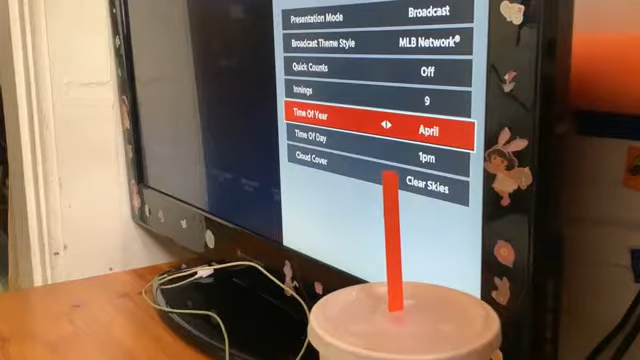 Presentation Mode Broadcast
Broadcast Theme Style MLB Network®
Quick Counts Off
Innings 9
Time Of Year April
Time Of Day 1pm
Cloud Cover Clear Skies